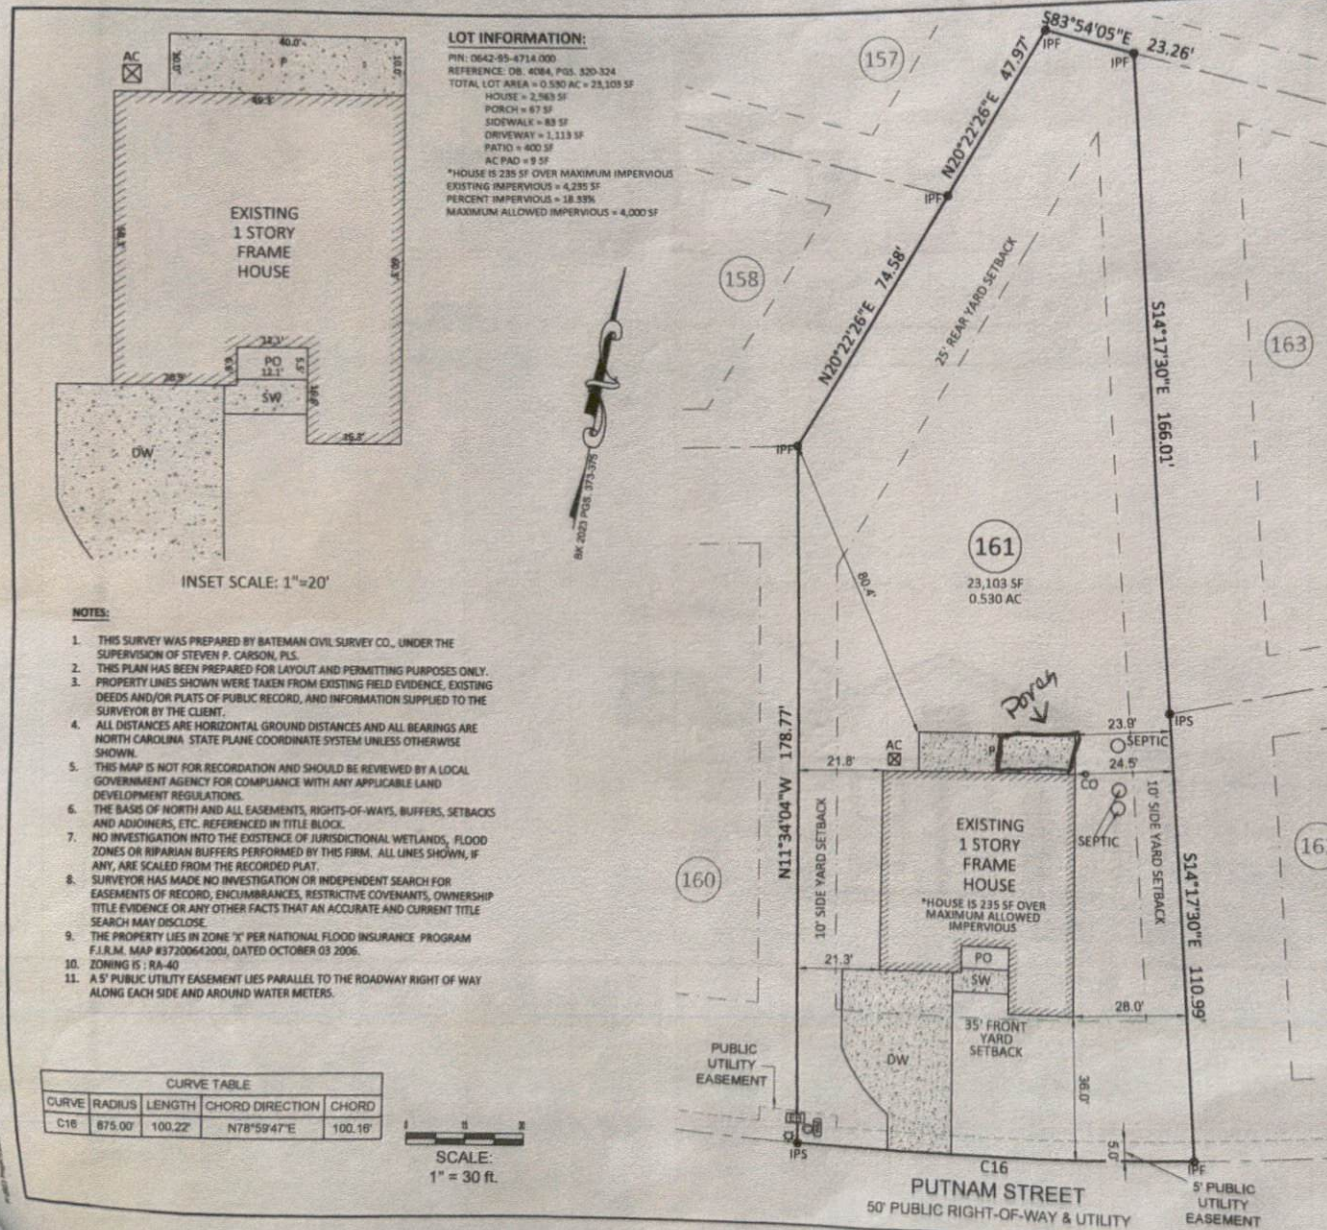 LOT INFORMATION:
PIN: 0642-95-4714.000
REFERENCE: DB. 4084, PGS. 320-324
TOTAL LOT AREA = 0.530 AC = 23,103 SF
HOUSE = 2,563 SF
PORCH = 67 SF
SIDEWALK = 83 SF
DRIVEWAY = 1,113 SF
PATIO = 400 SF
AC PAD = 9 SF
*HOUSE IS 235 SF OVER MAXIMUM IMPERVIOUS
EXISTING IMPERVIOUS = 4,235 SF
PERCENT IMPERVIOUS = 18.33%
MAXIMUM ALLOWED IMPERVIOUS = 4,000 SF
AC
40.0'
10.0'
P
10.0'
49.3'
EXISTING
1 STORY
FRAME
HOUSE
PO
12.1'
5.5'
SW
DW
INSET SCALE: 1"=20'
BK 2023 PGS. 373-375
NOTES:
1. THIS SURVEY WAS PREPARED BY BATEMAN CIVIL SURVEY CO., UNDER THE
SUPERVISION OF STEVEN P. CARSON, PLS.
2. THIS PLAN HAS BEEN PREPARED FOR LAYOUT AND PERMITTING PURPOSES ONLY.
3. PROPERTY LINES SHOWN WERE TAKEN FROM EXISTING FIELD EVIDENCE, EXISTING
DEEDS AND/OR PLATS OF PUBLIC RECORD, AND INFORMATION SUPPLIED TO THE
SURVEYOR BY THE CLIENT.
4. ALL DISTANCES ARE HORIZONTAL GROUND DISTANCES AND ALL BEARINGS ARE
NORTH CAROLINA STATE PLANE COORDINATE SYSTEM UNLESS OTHERWISE
SHOWN.
5. THIS MAP IS NOT FOR RECORDATION AND SHOULD BE REVIEWED BY A LOCAL
GOVERNMENT AGENCY FOR COMPLIANCE WITH ANY APPLICABLE LAND
DEVELOPMENT REGULATIONS.
6. THE BASIS OF NORTH AND ALL EASEMENTS, RIGHTS-OF-WAYS, BUFFERS, SETBACKS
AND ADJOINERS, ETC. REFERENCED IN TITLE BLOCK.
7. NO INVESTIGATION INTO THE EXISTENCE OF JURISDICTIONAL WETLANDS, FLOOD
ZONES OR RIPARIAN BUFFERS PERFORMED BY THIS FIRM. ALL LINES SHOWN, IF
ANY, ARE SCALED FROM THE RECORDED PLAT.
8. SURVEYOR HAS MADE NO INVESTIGATION OR INDEPENDENT SEARCH FOR
EASEMENTS OF RECORD, ENCUMBRANCES, RESTRICTIVE COVENANTS, OWNERSHIP
TITLE EVIDENCE OR ANY OTHER FACTS THAT AN ACCURATE AND CURRENT TITLE
SEARCH MAY DISCLOSE.
9. THE PROPERTY LIES IN ZONE 'X' PER NATIONAL FLOOD INSURANCE PROGRAM
F.I.R.M. MAP #3720064200J, DATED OCTOBER 03 2006.
10. ZONING IS : RA-40
11. A 5' PUBLIC UTILITY EASEMENT LIES PARALLEL TO THE ROADWAY RIGHT OF WAY
ALONG EACH SIDE AND AROUND WATER METERS.
CURVE TABLE
CURVE RADIUS LENGTH CHORD DIRECTION CHORD
C16 875.00' 100.22' N78°59'47"E 100.16'
SCALE:
1" = 30 ft.
157
S83°54'05"E 23.26'
IPF
IPF
N20°22'26"E 47.97'
IPF
158
N20°22'26"E 74.58'
25' REAR YARD SETBACK
S14°17'30"E 166.01'
163
IPF
161
23,103 SF
0.530 AC
80.4'
Porch
N11°34'04"W 178.77'
23.9'
IPS
SEPTIC
P
AC
21.8'
24.5'
CO
SEPTIC
10' SIDE YARD SETBACK
10' SIDE YARD SETBACK
EXISTING
1 STORY
FRAME
HOUSE
*HOUSE IS 235 SF OVER
MAXIMUM ALLOWED
IMPERVIOUS
160
S14°17'30"E 110.99'
21.3'
PO
SW
28.0'
35' FRONT
YARD
SETBACK
DW
36.0'
PUBLIC
UTILITY
EASEMENT
5.0'
IPS
C16
IPF
PUTNAM STREET
50' PUBLIC RIGHT-OF-WAY & UTILITY
5' PUBLIC
UTILITY
EASEMENT